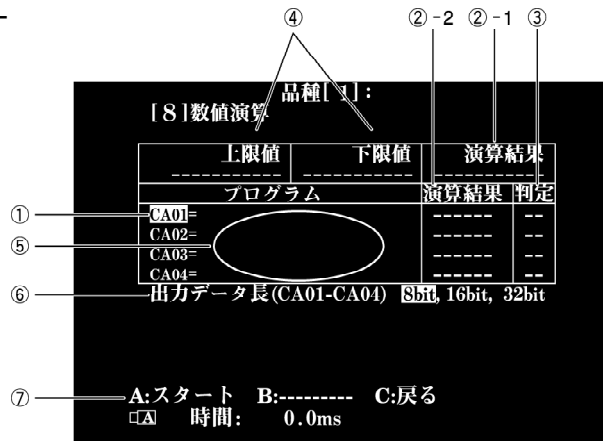 ④ ②-2 ②-1 ③
品種[ 1]:
[8]数値演算
上限値 下限値 演算結果
----------- ----------- -----------
プログラム 演算結果 判定
① CA01= ------ --
⑤ CA02= ------ --
CA03= ------ --
CA04= ------ --
⑥ 出力データ長(CA01-CA04) 8bit, 16bit, 32bit
⑦ A:スタート B:--------- C:戻る
A 時間: 0.0ms